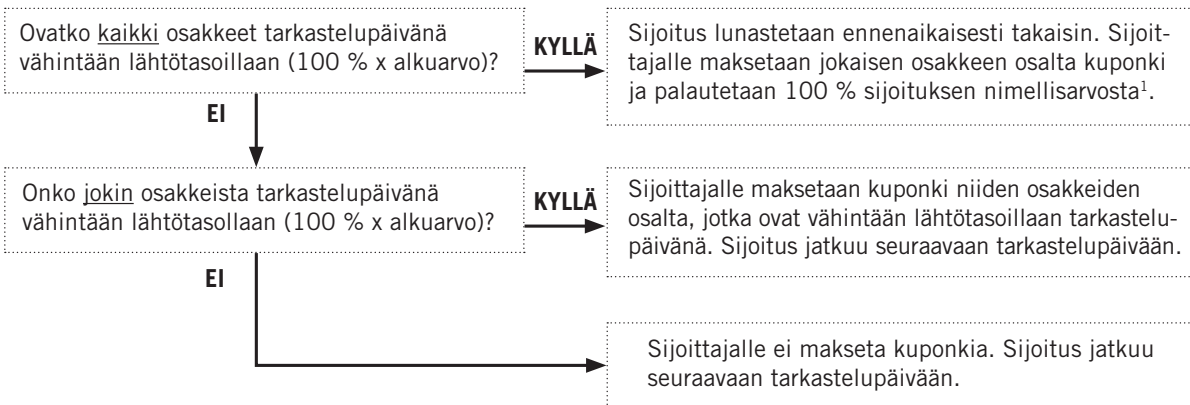 Ovatko kaikki osakkeet tarkastelupäivänä
vähintään lähtötasoillaan (100 % x alkuarvo)?
KYLLÄ
Sijoitus lunastetaan ennenaikaisesti takaisin. Sijoit-
tajalle maksetaan jokaisen osakkeen osalta kuponki
ja palautetaan 100 % sijoituksen nimellisarvosta¹.
EI
Onko jokin osakkeista tarkastelupäivänä
vähintään lähtötasollaan (100 % x alkuarvo)?
KYLLÄ
Sijoittajalle maksetaan kuponki niiden osakkeiden
osalta, jotka ovat vähintään lähtötasoillaan tarkastelu-
päivänä. Sijoitus jatkuu seuraavaan tarkastelupäivään.
EI
Sijoittajalle ei makseta kuponkia. Sijoitus jatkuu
seuraavaan tarkastelupäivään.